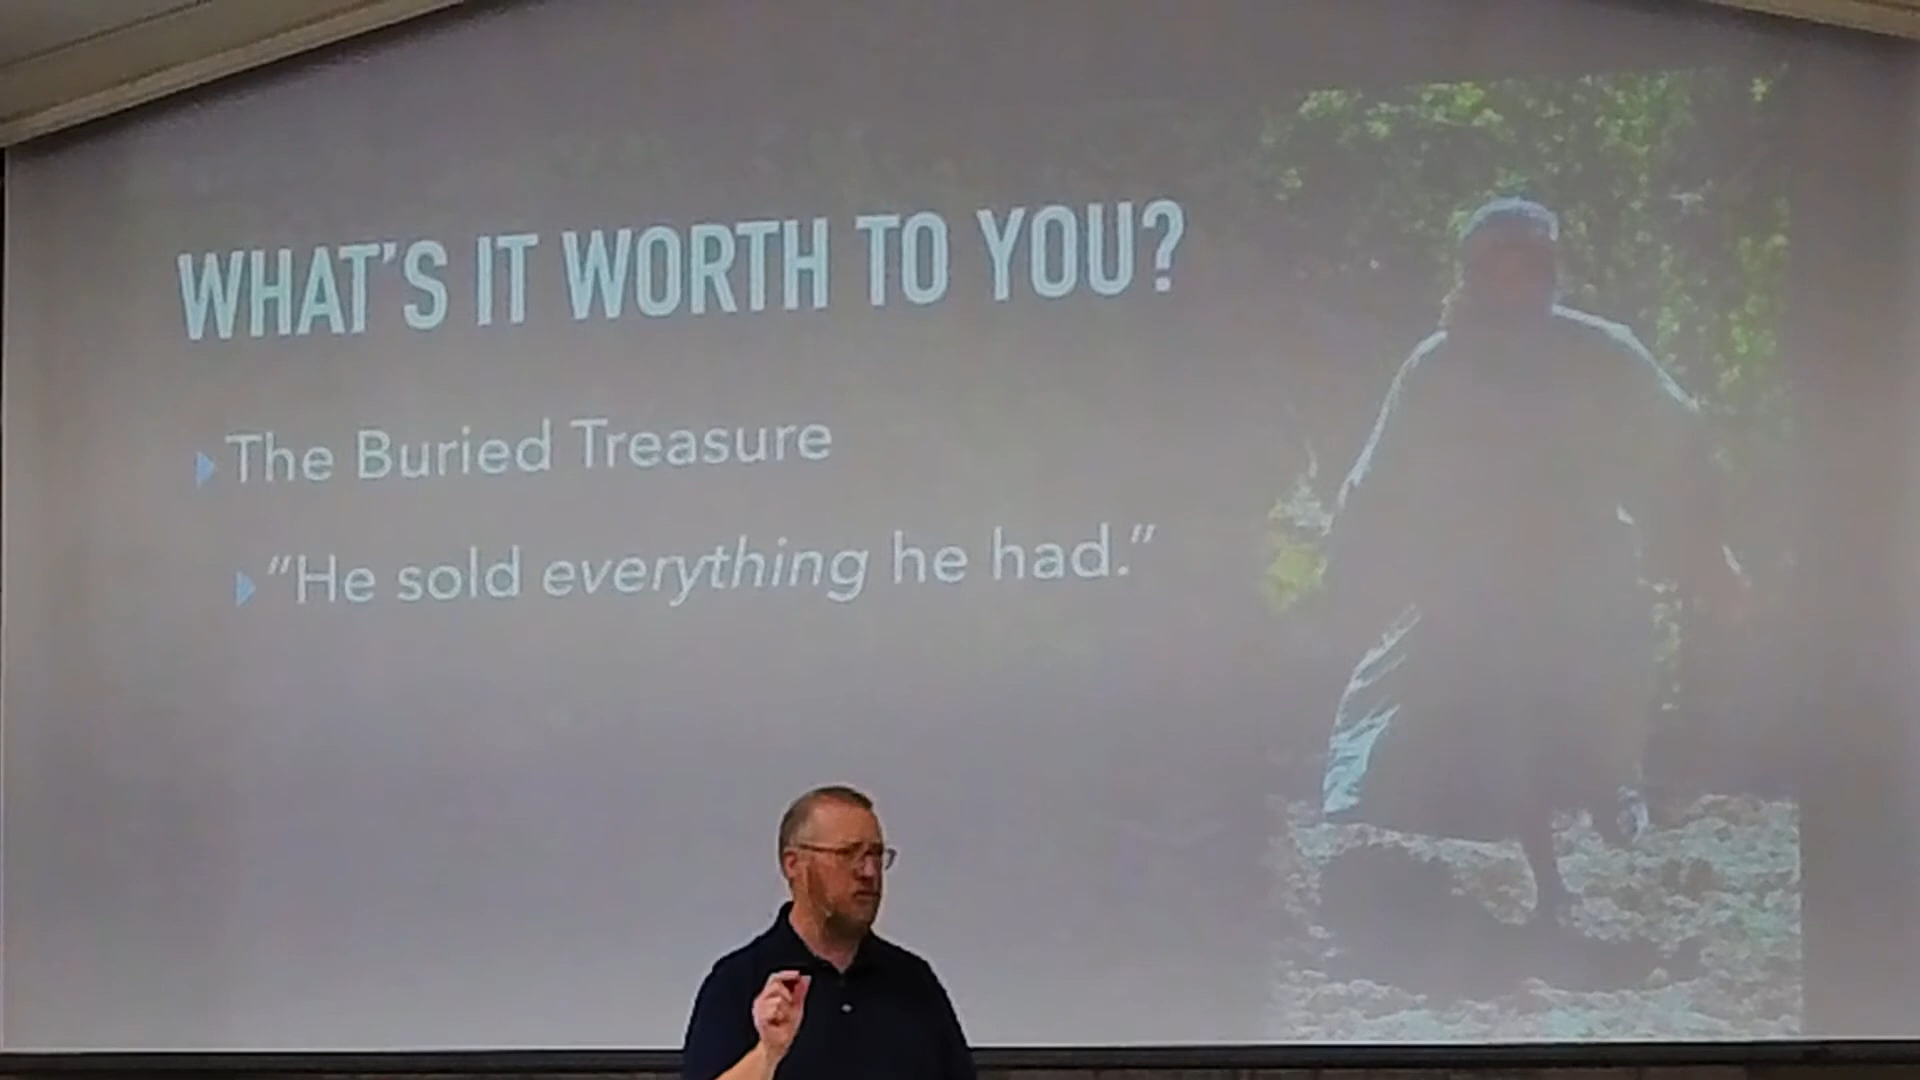 WHAT'S IT WORTH TO YOU?
The Buried Treasure
“He sold everything he had.”